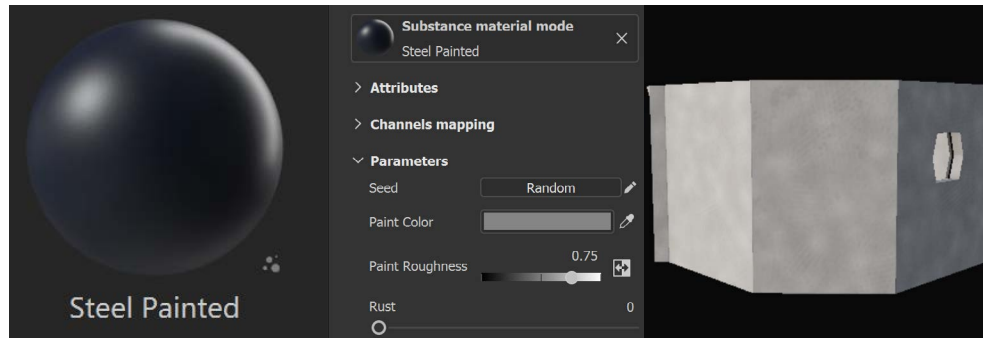 Steel Painted
Substance material mode
Steel Painted
Attributes
Channels mapping
Parameters
Seed Random
Paint Color
Paint Roughness 0.75
Rust 0